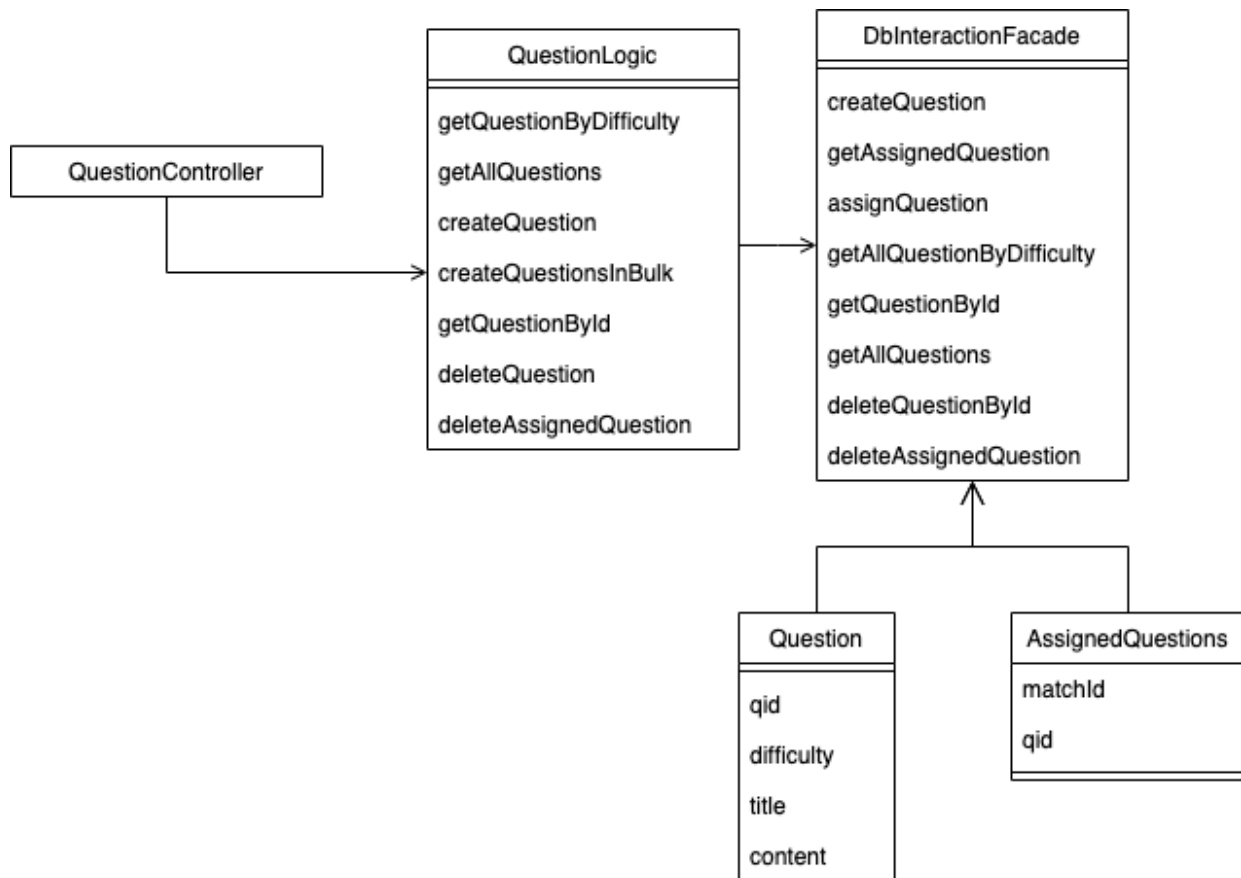 QuestionController
QuestionLogic
getQuestionByDifficulty
getAllQuestions
createQuestion
createQuestionsInBulk
getQuestionById
deleteQuestion
deleteAssignedQuestion
DbInteractionFacade
createQuestion
getAssignedQuestion
assignQuestion
getAllQuestionByDifficulty
getQuestionById
getAllQuestions
deleteQuestionById
deleteAssignedQuestion
Question
qid
difficulty
title
content
AssignedQuestions
matchId
qid